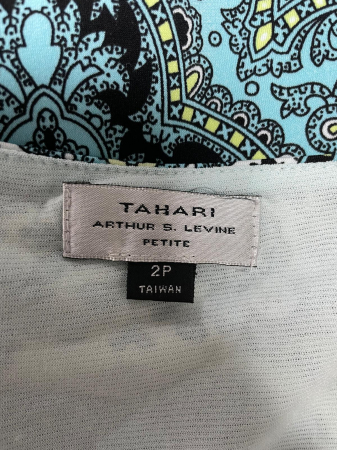 TAHARI
ARTHUR S. LEVINE
PETITE
2P
TAIWAN